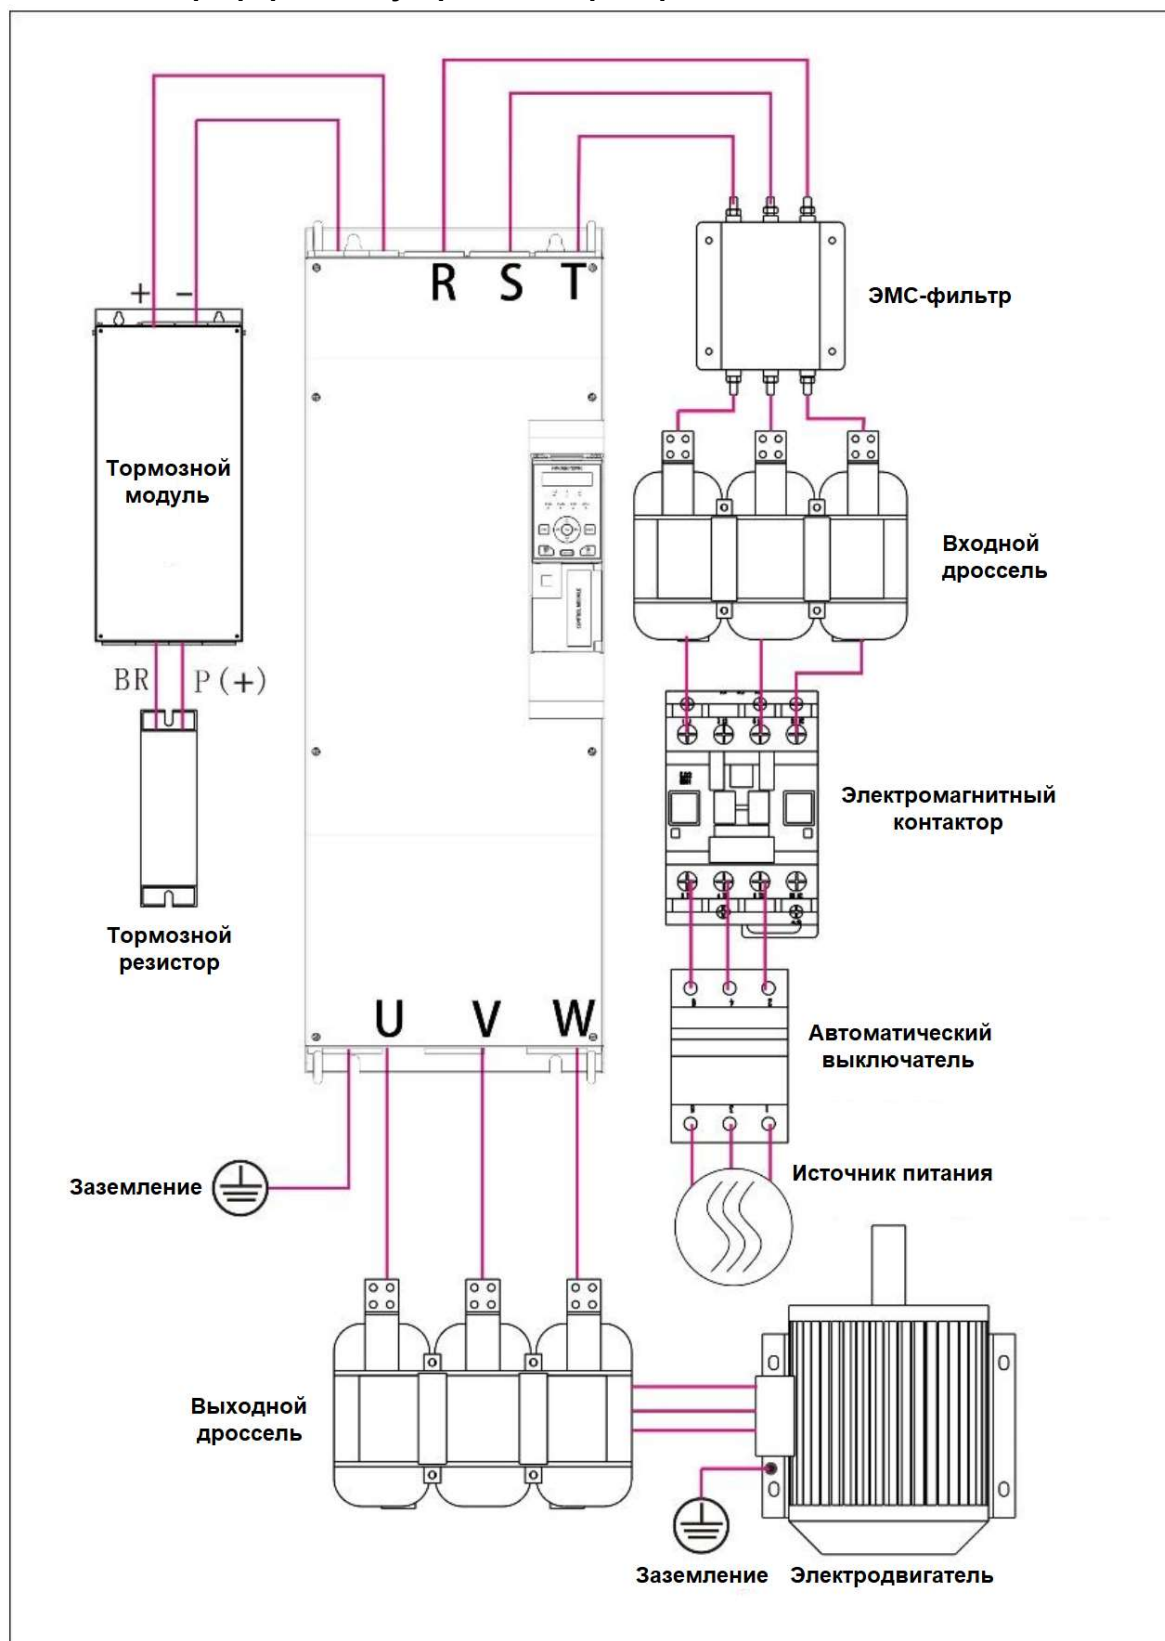 R S T
+ −
ЭМС-фильтр
Тормозной
модуль
Входной
дроссель
BR P(+)
Электромагнитный
контактор
Тормозной
резистор
U V W
Автоматический
выключатель
Источник питания
Заземление
Выходной
дроссель
Заземление
Электродвигатель